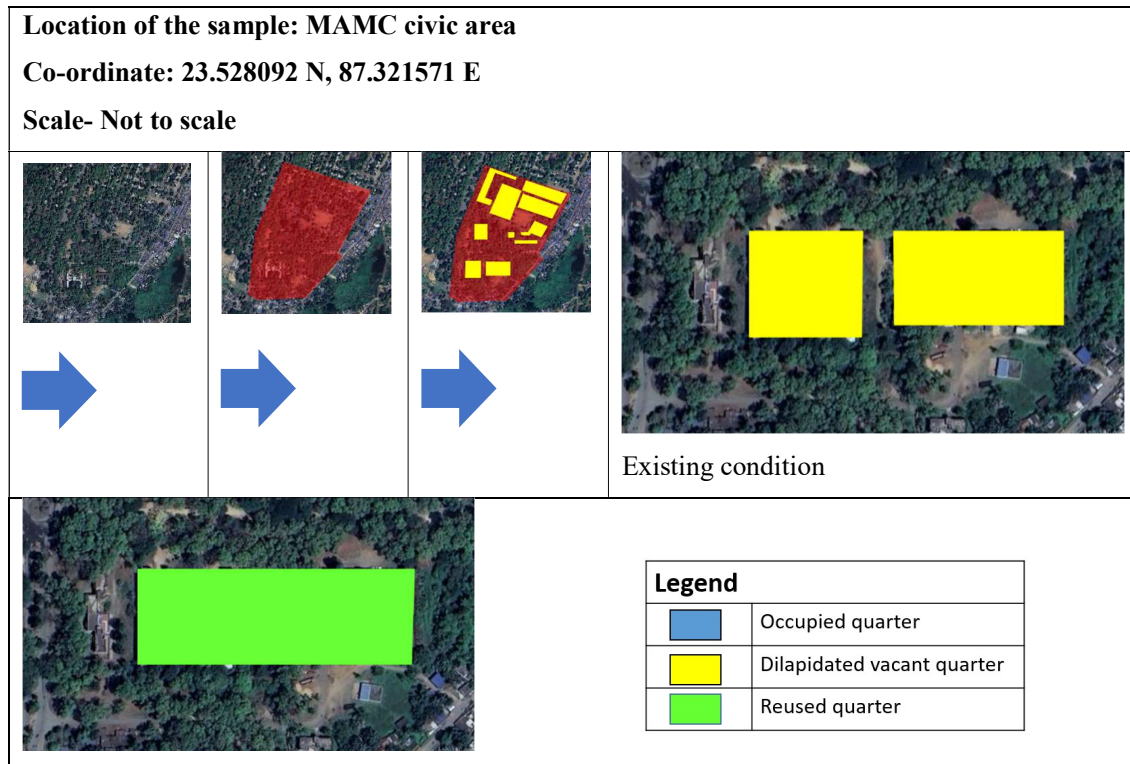 Location of the sample: MAMC civic area
Co-ordinate: 23.528092 N, 87.321571 E
Scale- Not to scale
Existing condition
Legend
Occupied quarter
Dilapidated vacant quarter
Reused quarter